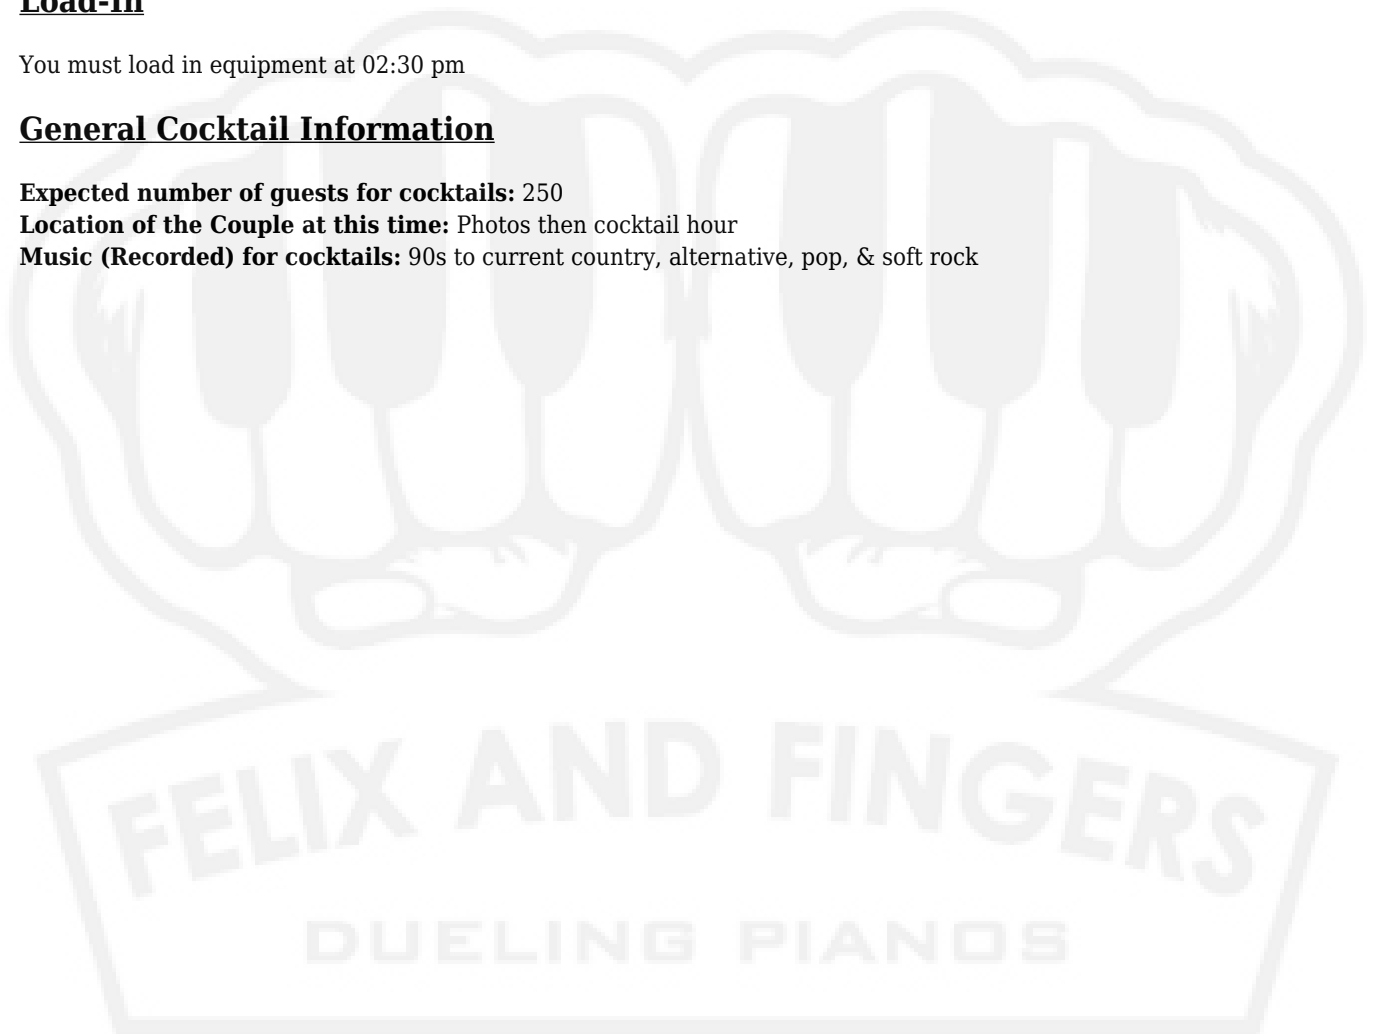 Load-In
You must load in equipment at 02:30 pm
General Cocktail Information
Expected number of guests for cocktails: 250
Location of the Couple at this time: Photos then cocktail hour
Music (Recorded) for cocktails: 90s to current country, alternative, pop, & soft rock
FELIX AND FINGERS
DUELING PIANOS